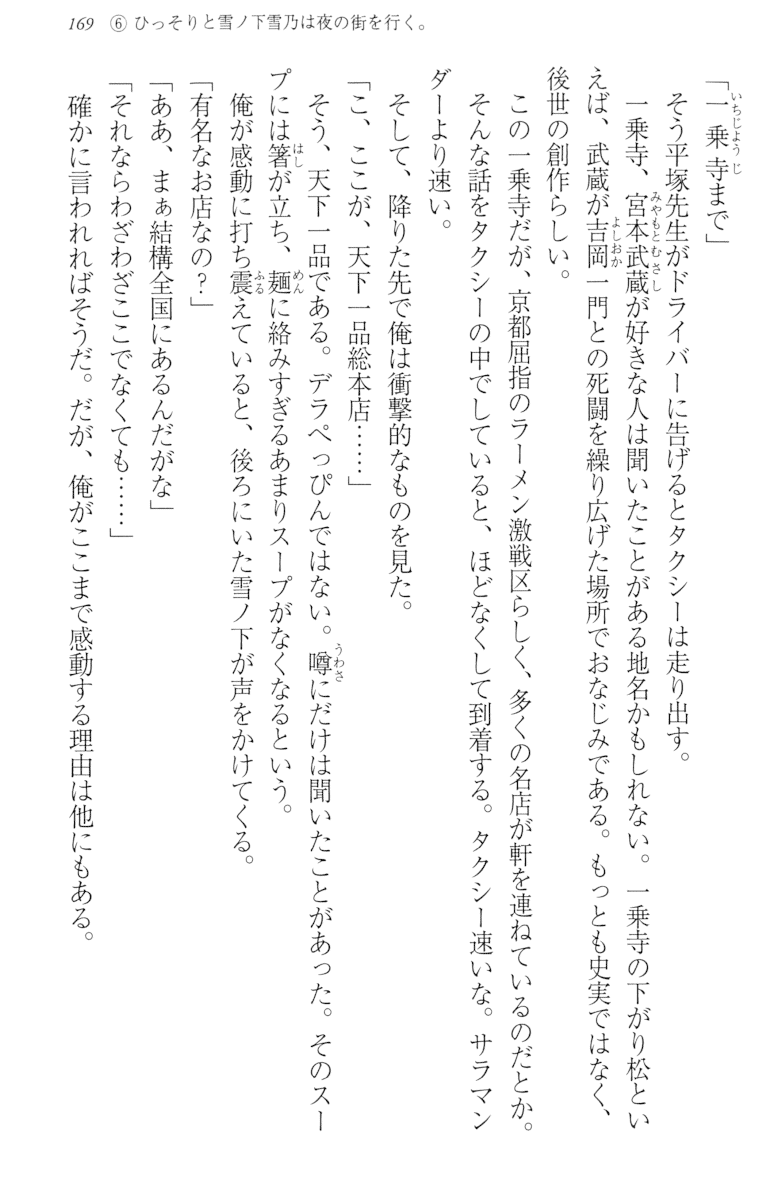 169 ⑥ ひっそりと雪ノ下雪乃は夜の街を行く。
「一乗寺まで」
そう平塚先生がドライバーに告げるとタクシーは走り出す。
一乗寺、宮本武蔵が好きな人は聞いたことがある地名かもしれない。一乗寺の下がり松とい
えば、武蔵が吉岡一門との死闘を繰り広げた場所でおなじみである。もっとも史実ではなく、
後世の創作らしい。
この一乗寺だが、京都屈指のラーメン激戦区らしく、多くの名店が軒を連ねているのだとか。
そんな話をタクシーの中でしていると、ほどなくして到着する。タクシー速いな。サラマン
ダーより速い。
そして、降りた先で俺は衝撃的なものを見た。
「こ、ここが、天下一品総本店……」
そう、天下一品である。デラべっぴんではない。噂にだけは聞いたことがあった。そのスー
プには箸が立ち、麺に絡みすぎるあまりスープがなくなるという。
俺が感動に打ち震えていると、後ろにいた雪ノ下が声をかけてくる。
「有名なお店なの？」
「ああ、まぁ結構全国にあるんだがな」
「それならわざわざここでなくても……」
確かに言われればそうだ。だが、俺がここまで感動する理由は他にもある。